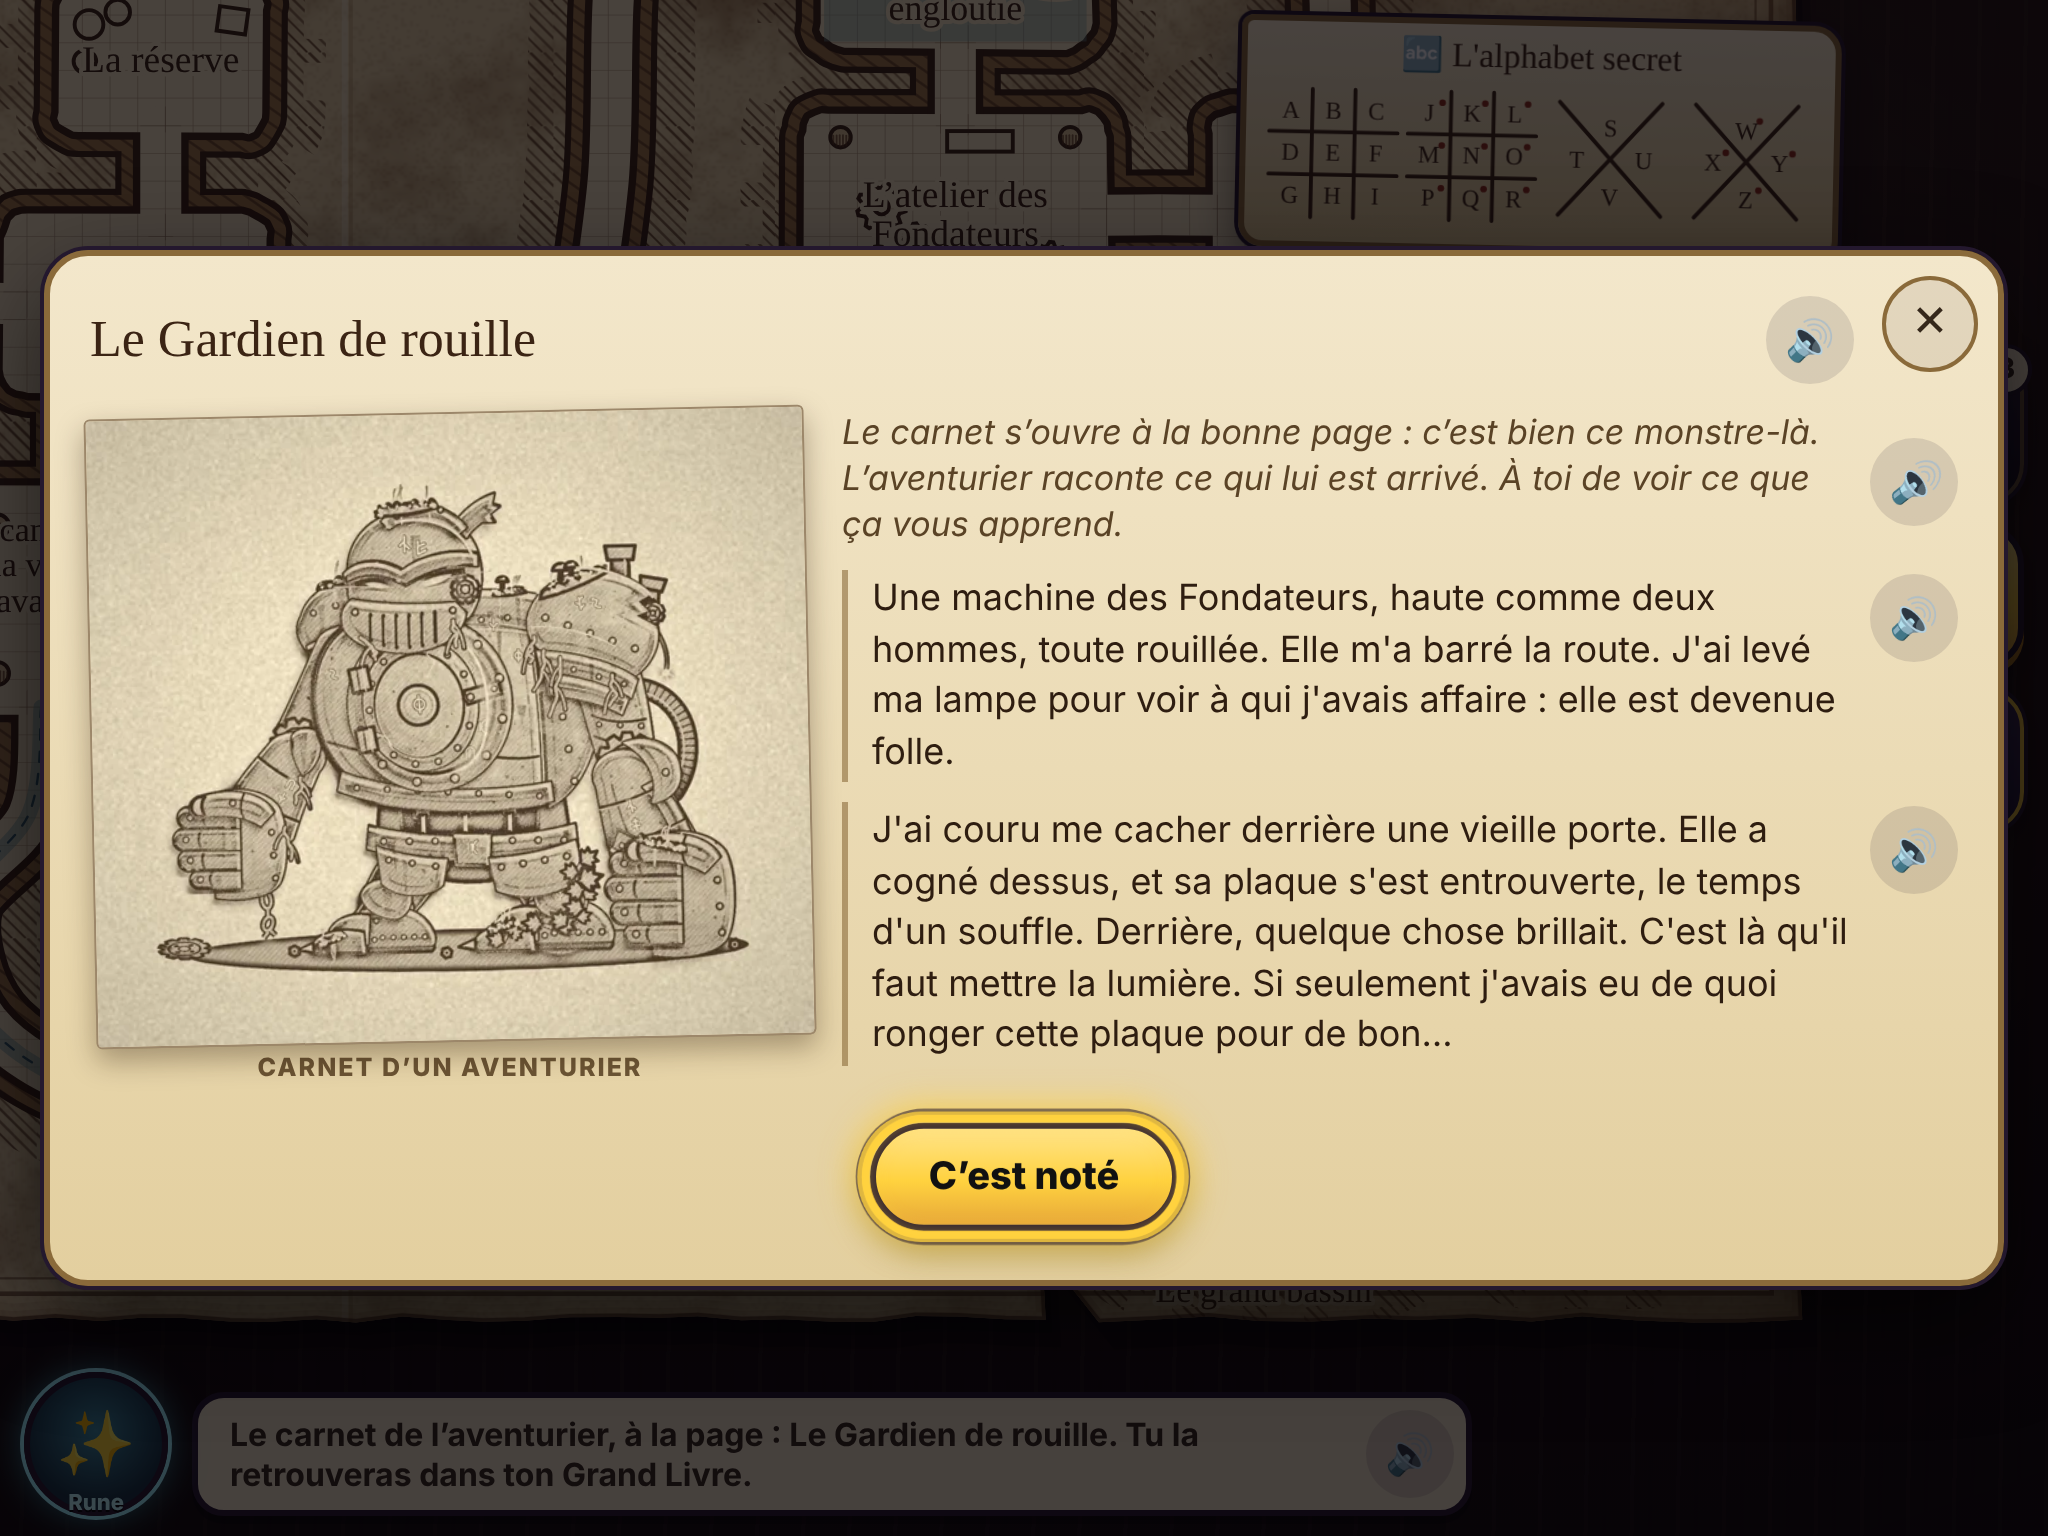 engloutie
La réserve
🔤 L'alphabet secret
A B C J K L S W
D E F M N O T U X Y
G H I P Q R V Z
L'atelier des
Fondateurs
Le Gardien de rouille
Le carnet s’ouvre à la bonne page : c’est bien ce monstre-là.
L’aventurier raconte ce qui lui est arrivé. À toi de voir ce que
ça vous apprend.
Une machine des Fondateurs, haute comme deux
hommes, toute rouillée. Elle m'a barré la route. J'ai levé
ma lampe pour voir à qui j'avais affaire : elle est devenue
folle.
J'ai couru me cacher derrière une vieille porte. Elle a
cogné dessus, et sa plaque s'est entrouverte, le temps
d'un souffle. Derrière, quelque chose brillait. C'est là qu'il
faut mettre la lumière. Si seulement j'avais eu de quoi
ronger cette plaque pour de bon...
CARNET D’UN AVENTURIER
C’est noté
Le grand bassin
Rune
Le carnet de l’aventurier, à la page : Le Gardien de rouille. Tu la
retrouveras dans ton Grand Livre.